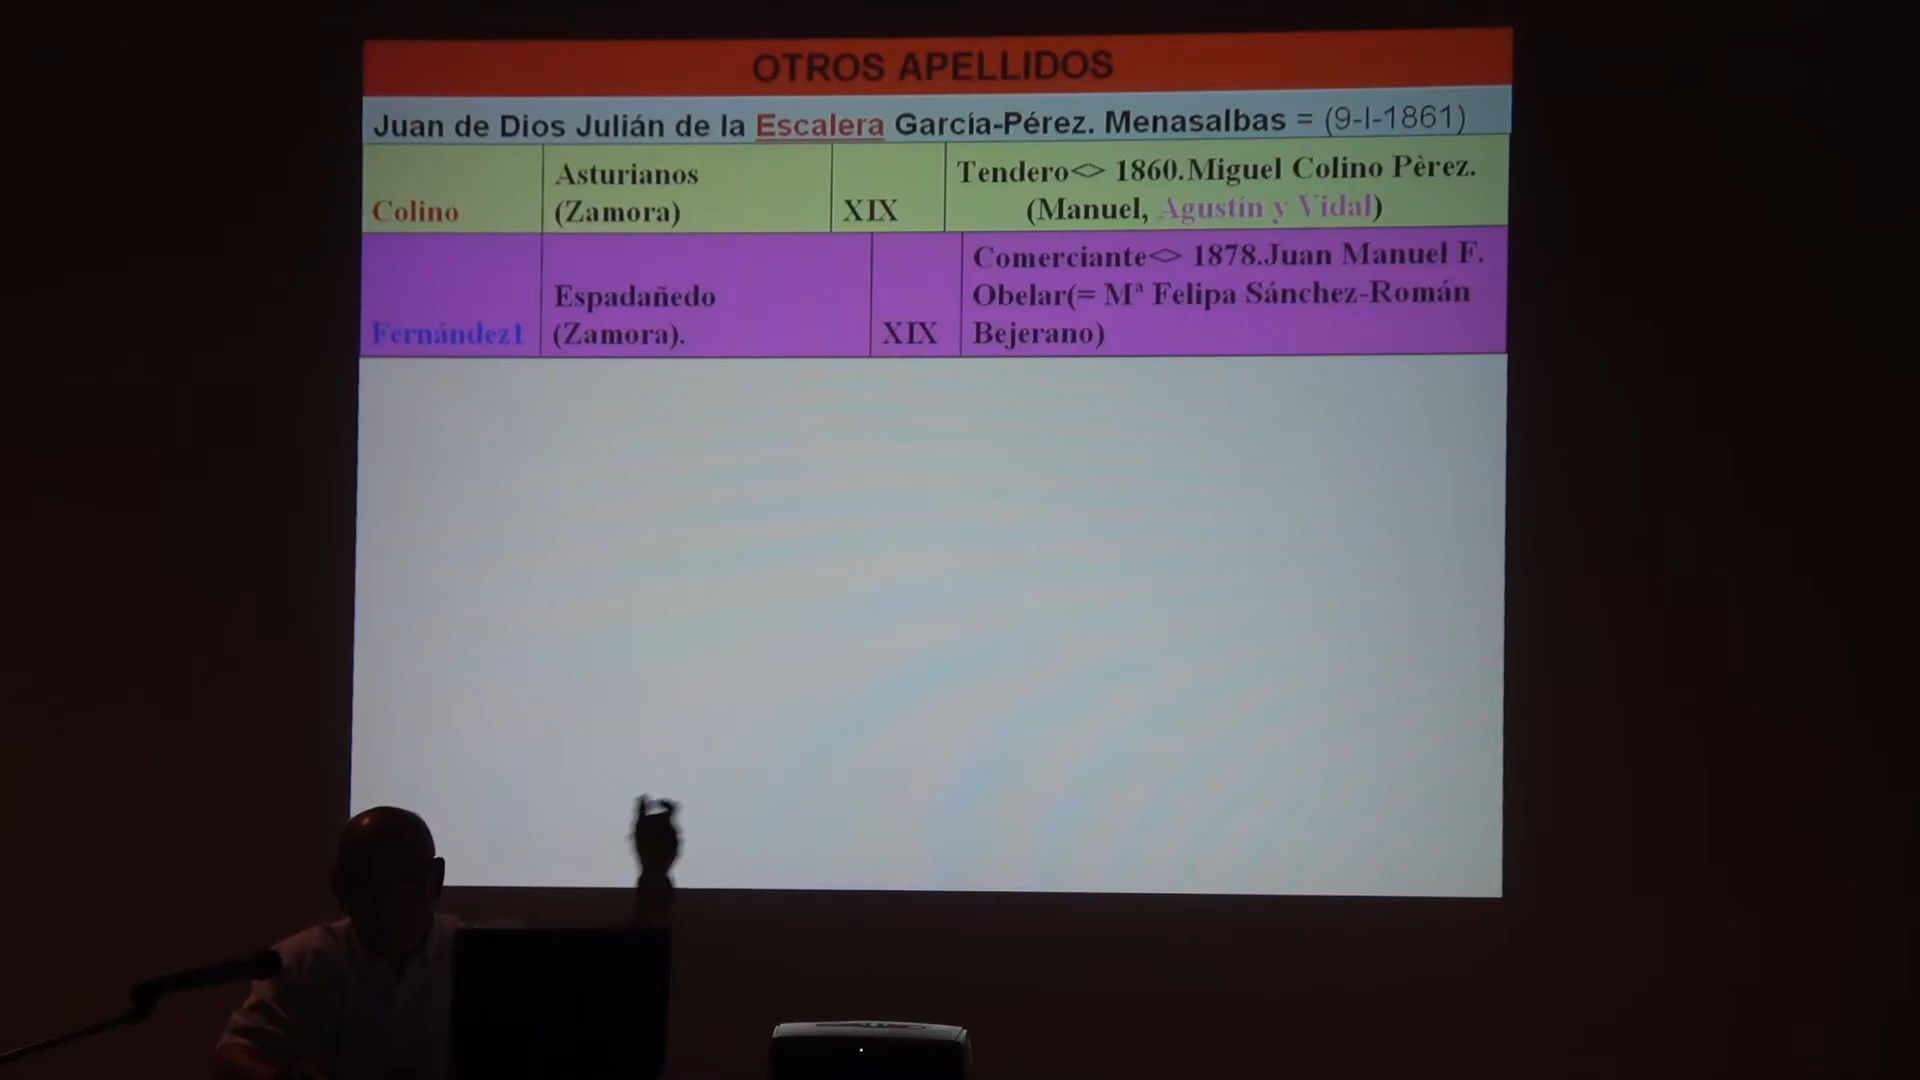 OTROS APELLIDOS
Juan de Dios Julián de la Escalera García-Pérez. Menasalbas = (9-I-1861)
Colino
Asturianos
(Zamora)
XIX
Tendero<> 1860.Miguel Colino Pèrez.
(Manuel, Agustín y Vidal)
Fernández1
Espadañedo
(Zamora).
XIX
Comerciante<> 1878.Juan Manuel F.
Obelar(= Mª Felipa Sánchez-Román
Bejerano)